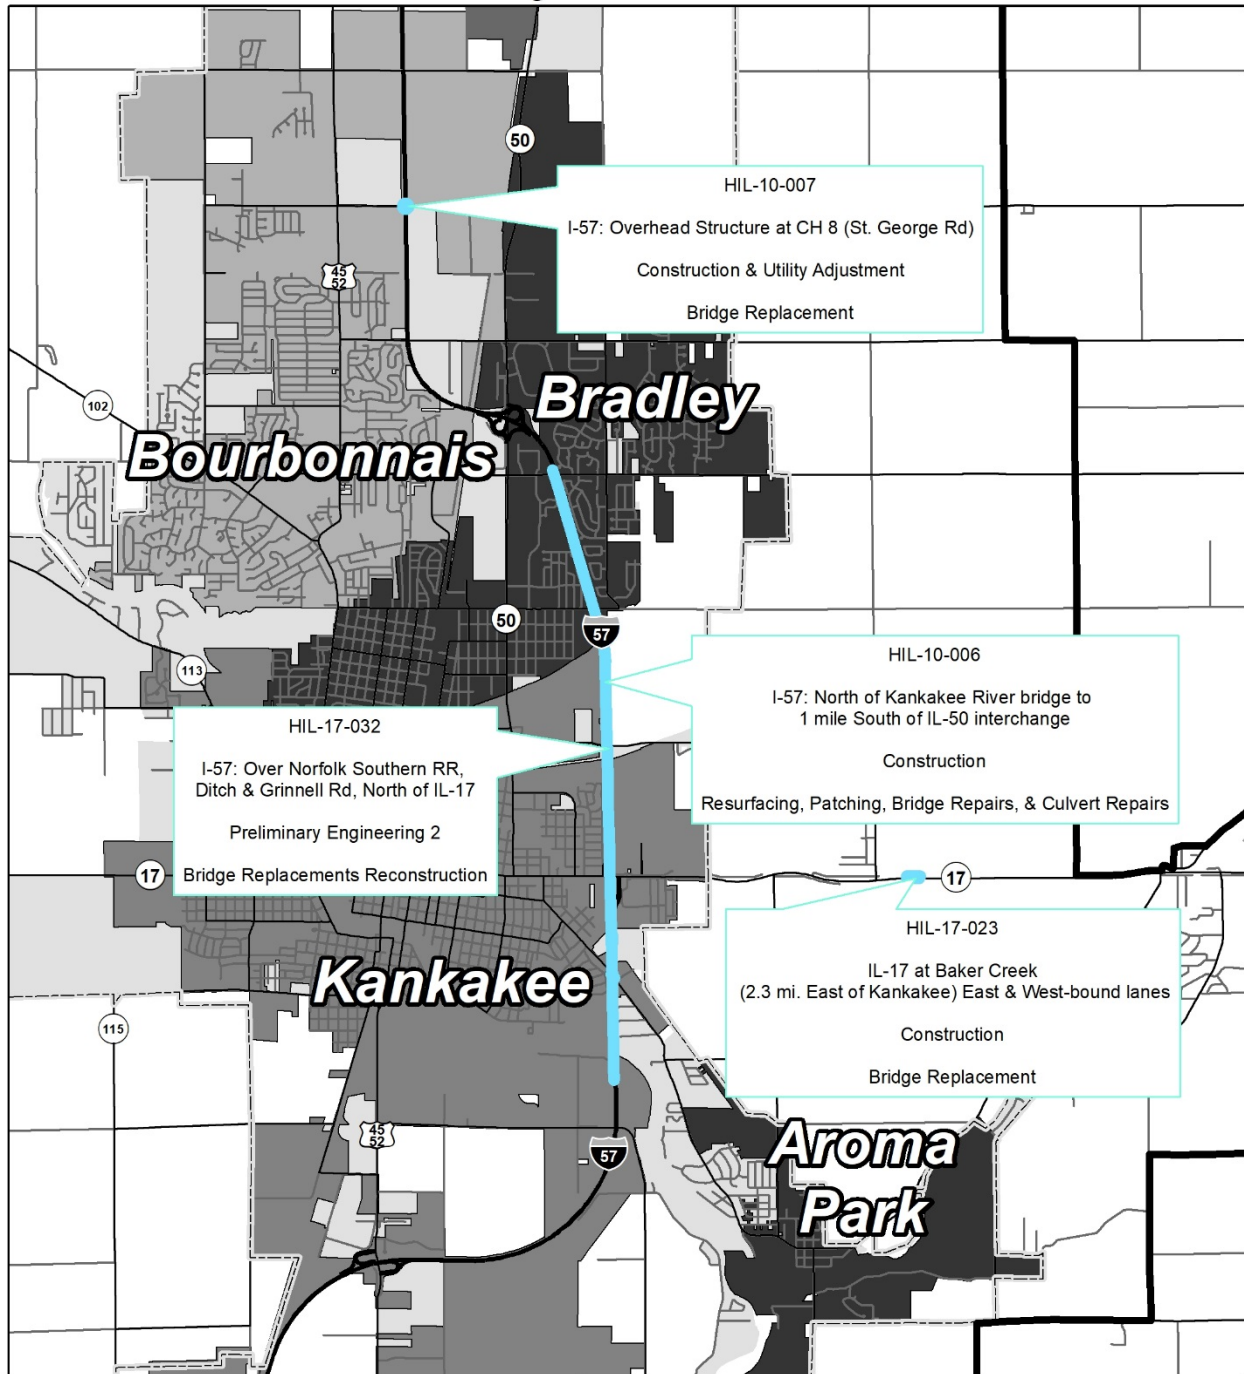 50
HIL-10-007
I-57: Overhead Structure at CH 8 (St. George Rd)
Construction & Utility Adjustment
Bridge Replacement
45
52
102
Bradley
Bourbonnais
50
57
113
HIL-10-006
I-57: North of Kankakee River bridge to
1 mile South of IL-50 interchange
Construction
Resurfacing, Patching, Bridge Repairs, & Culvert Repairs
HIL-17-032
I-57: Over Norfolk Southern RR,
Ditch & Grinnell Rd, North of IL-17
Preliminary Engineering 2
Bridge Replacements Reconstruction
17
17
HIL-17-023
IL-17 at Baker Creek
(2.3 mi. East of Kankakee) East & West-bound lanes
Construction
Bridge Replacement
Kankakee
115
45
52
57
Aroma
Park